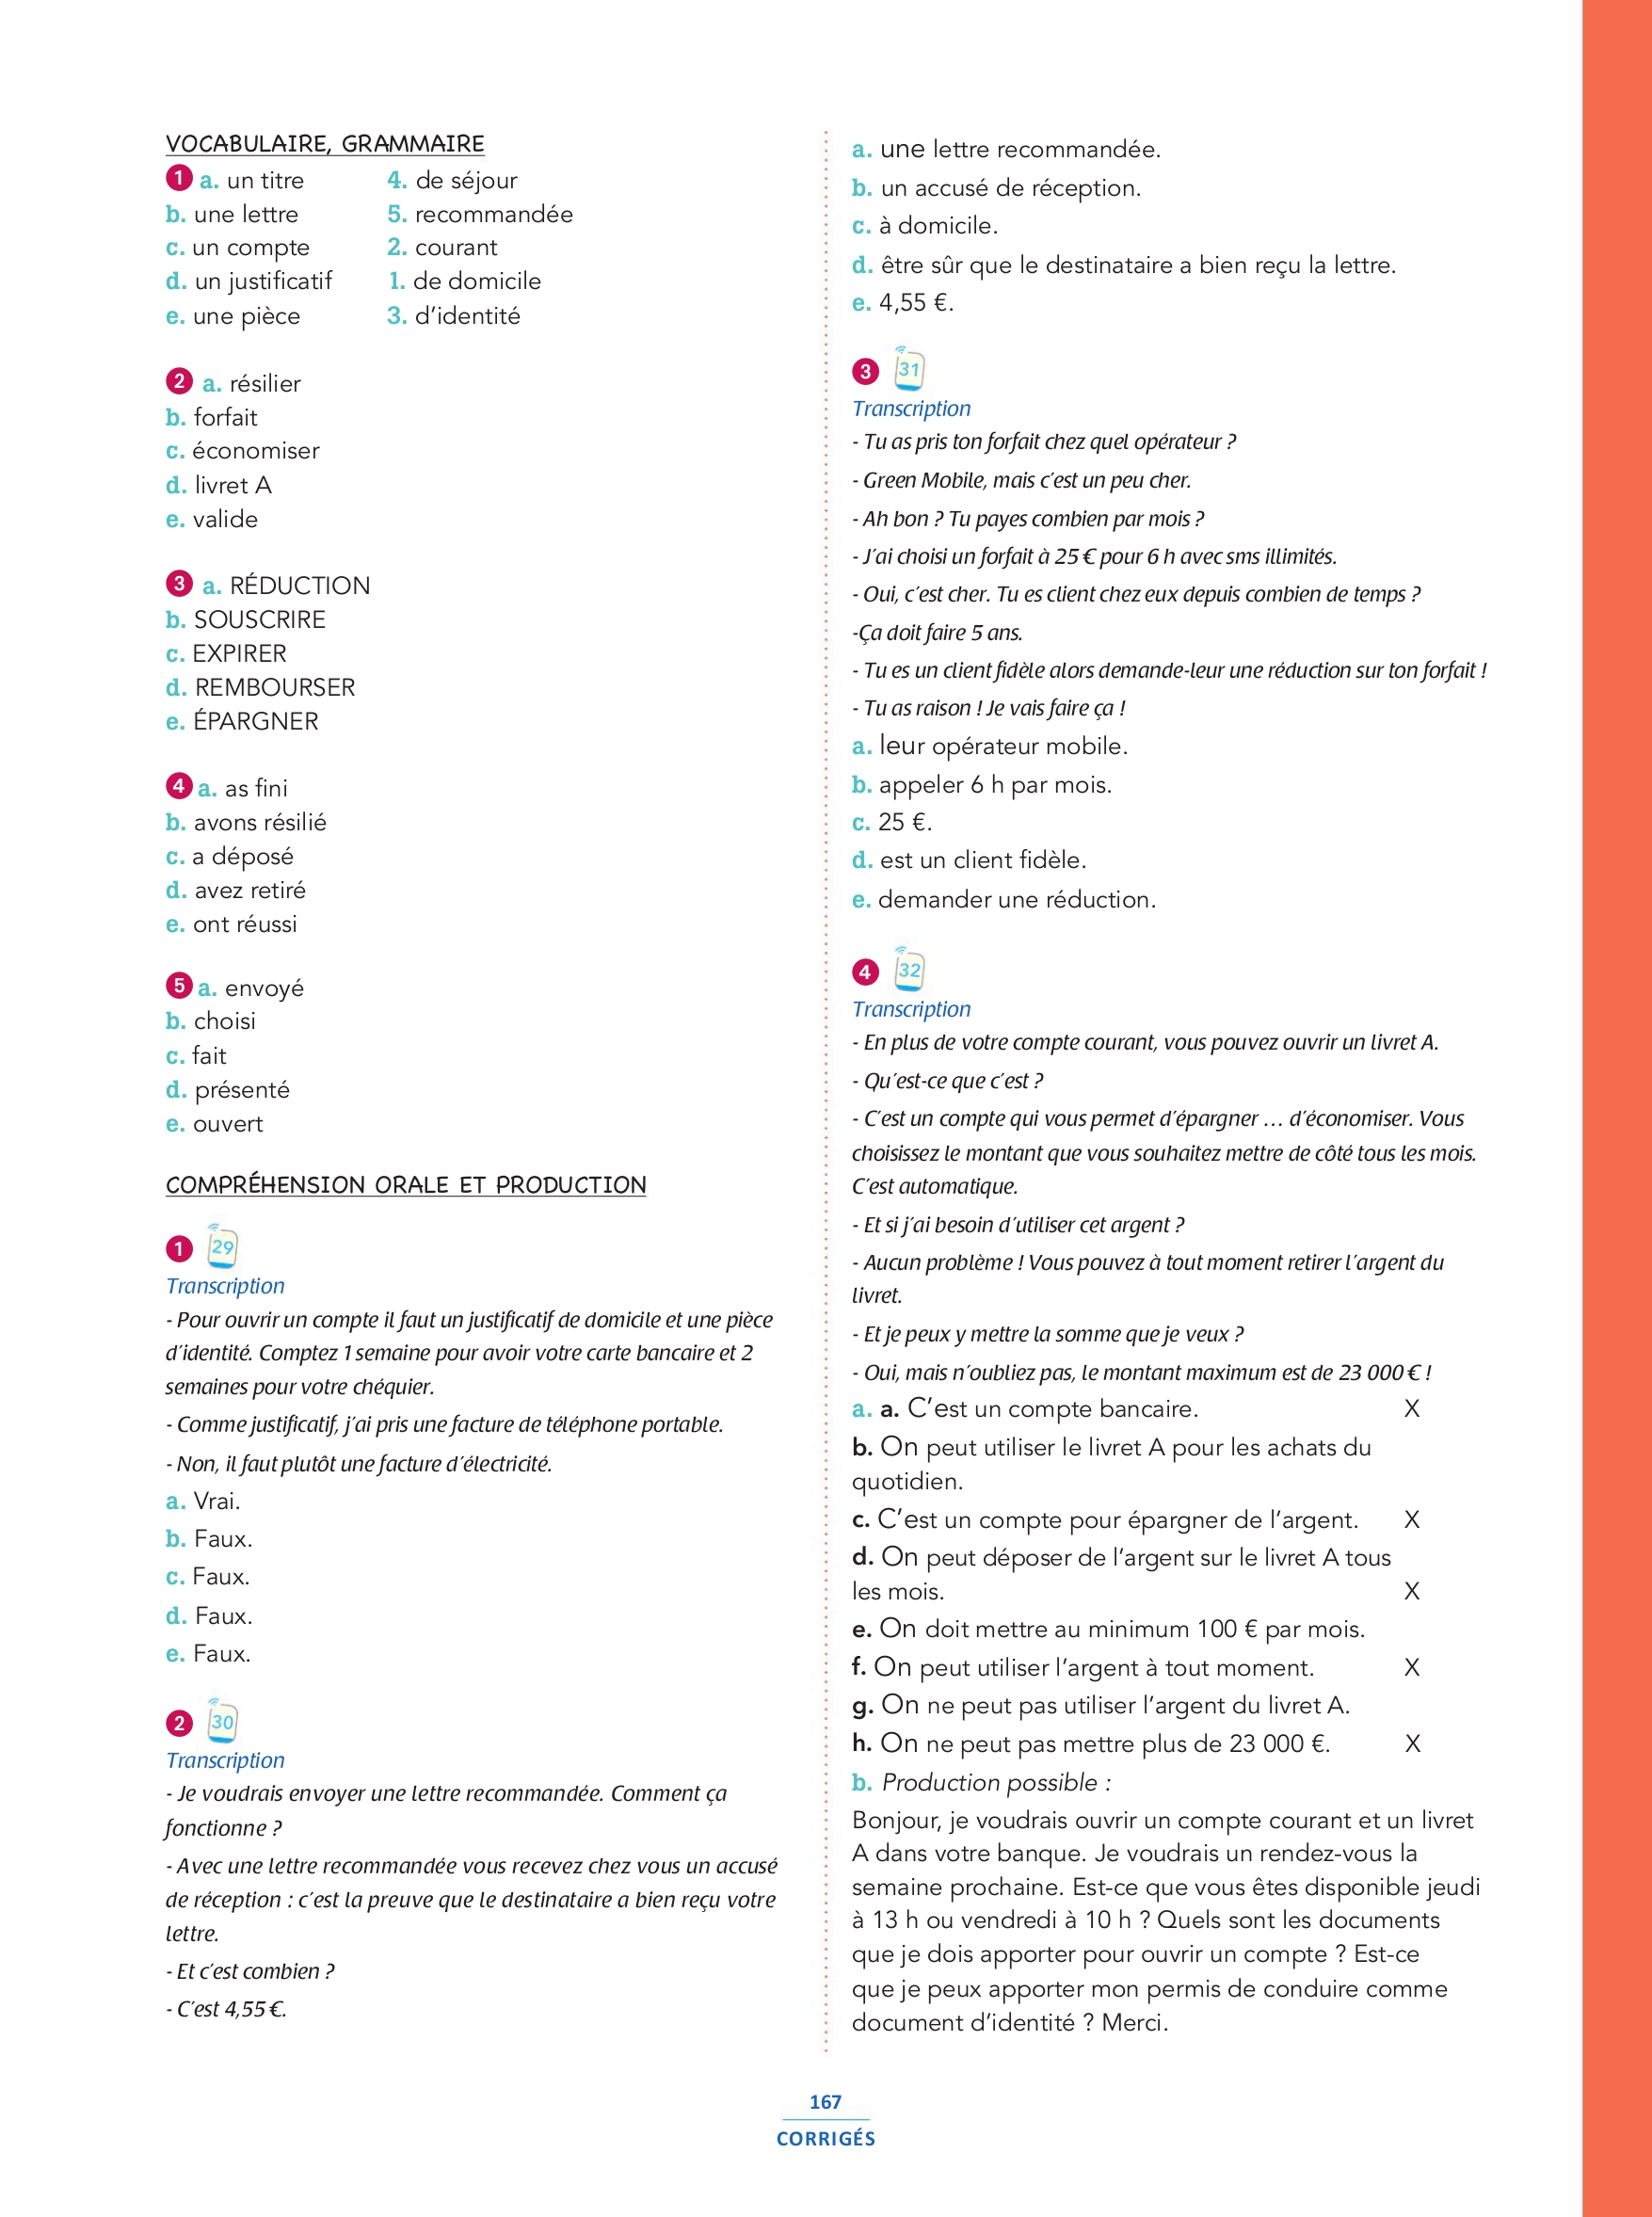 VOCABULAIRE, GRAMMAIRE
1 a. un titre 4. de séjour
b. une lettre 5. recommandée
c. un compte 2. courant
d. un justificatif 1. de domicile
e. une pièce 3. d'identité
2 a. résilier
b. forfait
c. économiser
d. livret A
e. valide
3 a. RÉDUCTION
b. SOUSCRIRE
c. EXPIRER
d. REMBOURSER
e. ÉPARGNER
4 a. as fini
b. avons résilié
c. a déposé
d. avez retiré
e. ont réussi
5 a. envoyé
b. choisi
c. fait
d. présenté
e. ouvert
COMPRÉHENSION ORALE ET PRODUCTION
1 29
Transcription
- Pour ouvrir un compte il faut un justificatif de domicile et une pièce
d'identité. Comptez 1 semaine pour avoir votre carte bancaire et 2
semaines pour votre chéquier.
- Comme justificatif, j'ai pris une facture de téléphone portable.
- Non, il faut plutôt une facture d'électricité.
a. Vrai.
b. Faux.
c. Faux.
d. Faux.
e. Faux.
2 30
Transcription
- Je voudrais envoyer une lettre recommandée. Comment ça
fonctionne ?
- Avec une lettre recommandée vous recevez chez vous un accusé
de réception : c'est la preuve que le destinataire a bien reçu votre
lettre.
- Et c'est combien ?
- C'est 4,55 €.
a. une lettre recommandée.
b. un accusé de réception.
c. à domicile.
d. être sûr que le destinataire a bien reçu la lettre.
e. 4,55 €.
3 31
Transcription
- Tu as pris ton forfait chez quel opérateur ?
- Green Mobile, mais c'est un peu cher.
- Ah bon ? Tu payes combien par mois ?
- J'ai choisi un forfait à 25 € pour 6 h avec sms illimités.
- Oui, c'est cher. Tu es client chez eux depuis combien de temps ?
-Ça doit faire 5 ans.
- Tu es un client fidèle alors demande-leur une réduction sur ton forfait !
- Tu as raison ! Je vais faire ça !
a. leur opérateur mobile.
b. appeler 6 h par mois.
c. 25 €.
d. est un client fidèle.
e. demander une réduction.
4 32
Transcription
- En plus de votre compte courant, vous pouvez ouvrir un livret A.
- Qu'est-ce que c'est ?
- C'est un compte qui vous permet d'épargner … d'économiser. Vous
choisissez le montant que vous souhaitez mettre de côté tous les mois.
C'est automatique.
- Et si j'ai besoin d'utiliser cet argent ?
- Aucun problème ! Vous pouvez à tout moment retirer l'argent du
livret.
- Et je peux y mettre la somme que je veux ?
- Oui, mais n'oubliez pas, le montant maximum est de 23 000 € !
a. a. C'est un compte bancaire. X
b. On peut utiliser le livret A pour les achats du
quotidien.
c. C'est un compte pour épargner de l'argent. X
d. On peut déposer de l'argent sur le livret A tous
les mois. X
e. On doit mettre au minimum 100 € par mois.
f. On peut utiliser l'argent à tout moment. X
g. On ne peut pas utiliser l'argent du livret A.
h. On ne peut pas mettre plus de 23 000 €. X
b. Production possible :
Bonjour, je voudrais ouvrir un compte courant et un livret
A dans votre banque. Je voudrais un rendez-vous la
semaine prochaine. Est-ce que vous êtes disponible jeudi
à 13 h ou vendredi à 10 h ? Quels sont les documents
que je dois apporter pour ouvrir un compte ? Est-ce
que je peux apporter mon permis de conduire comme
document d'identité ? Merci.
167
CORRIGÉS